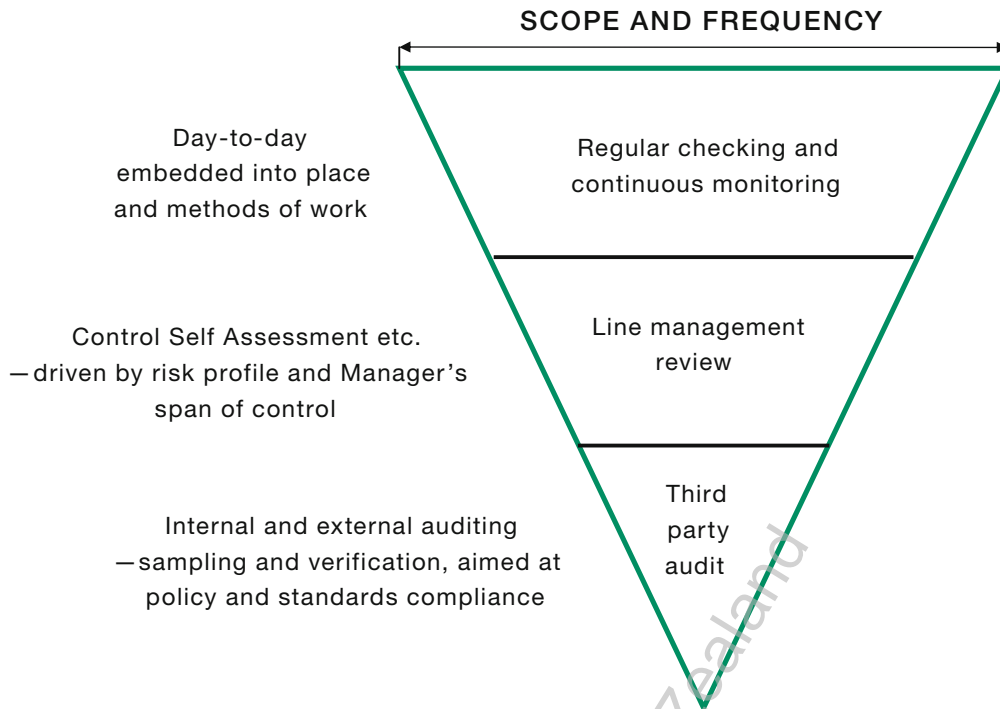 SCOPE AND FREQUENCY
Day-to-day
embedded into place
and methods of work
Regular checking and
continuous monitoring
Control Self Assessment etc.
—driven by risk profile and Manager's
span of control
Line management
review
Internal and external auditing
—sampling and verification, aimed at
policy and standards compliance
Third
party
audit
Zealand